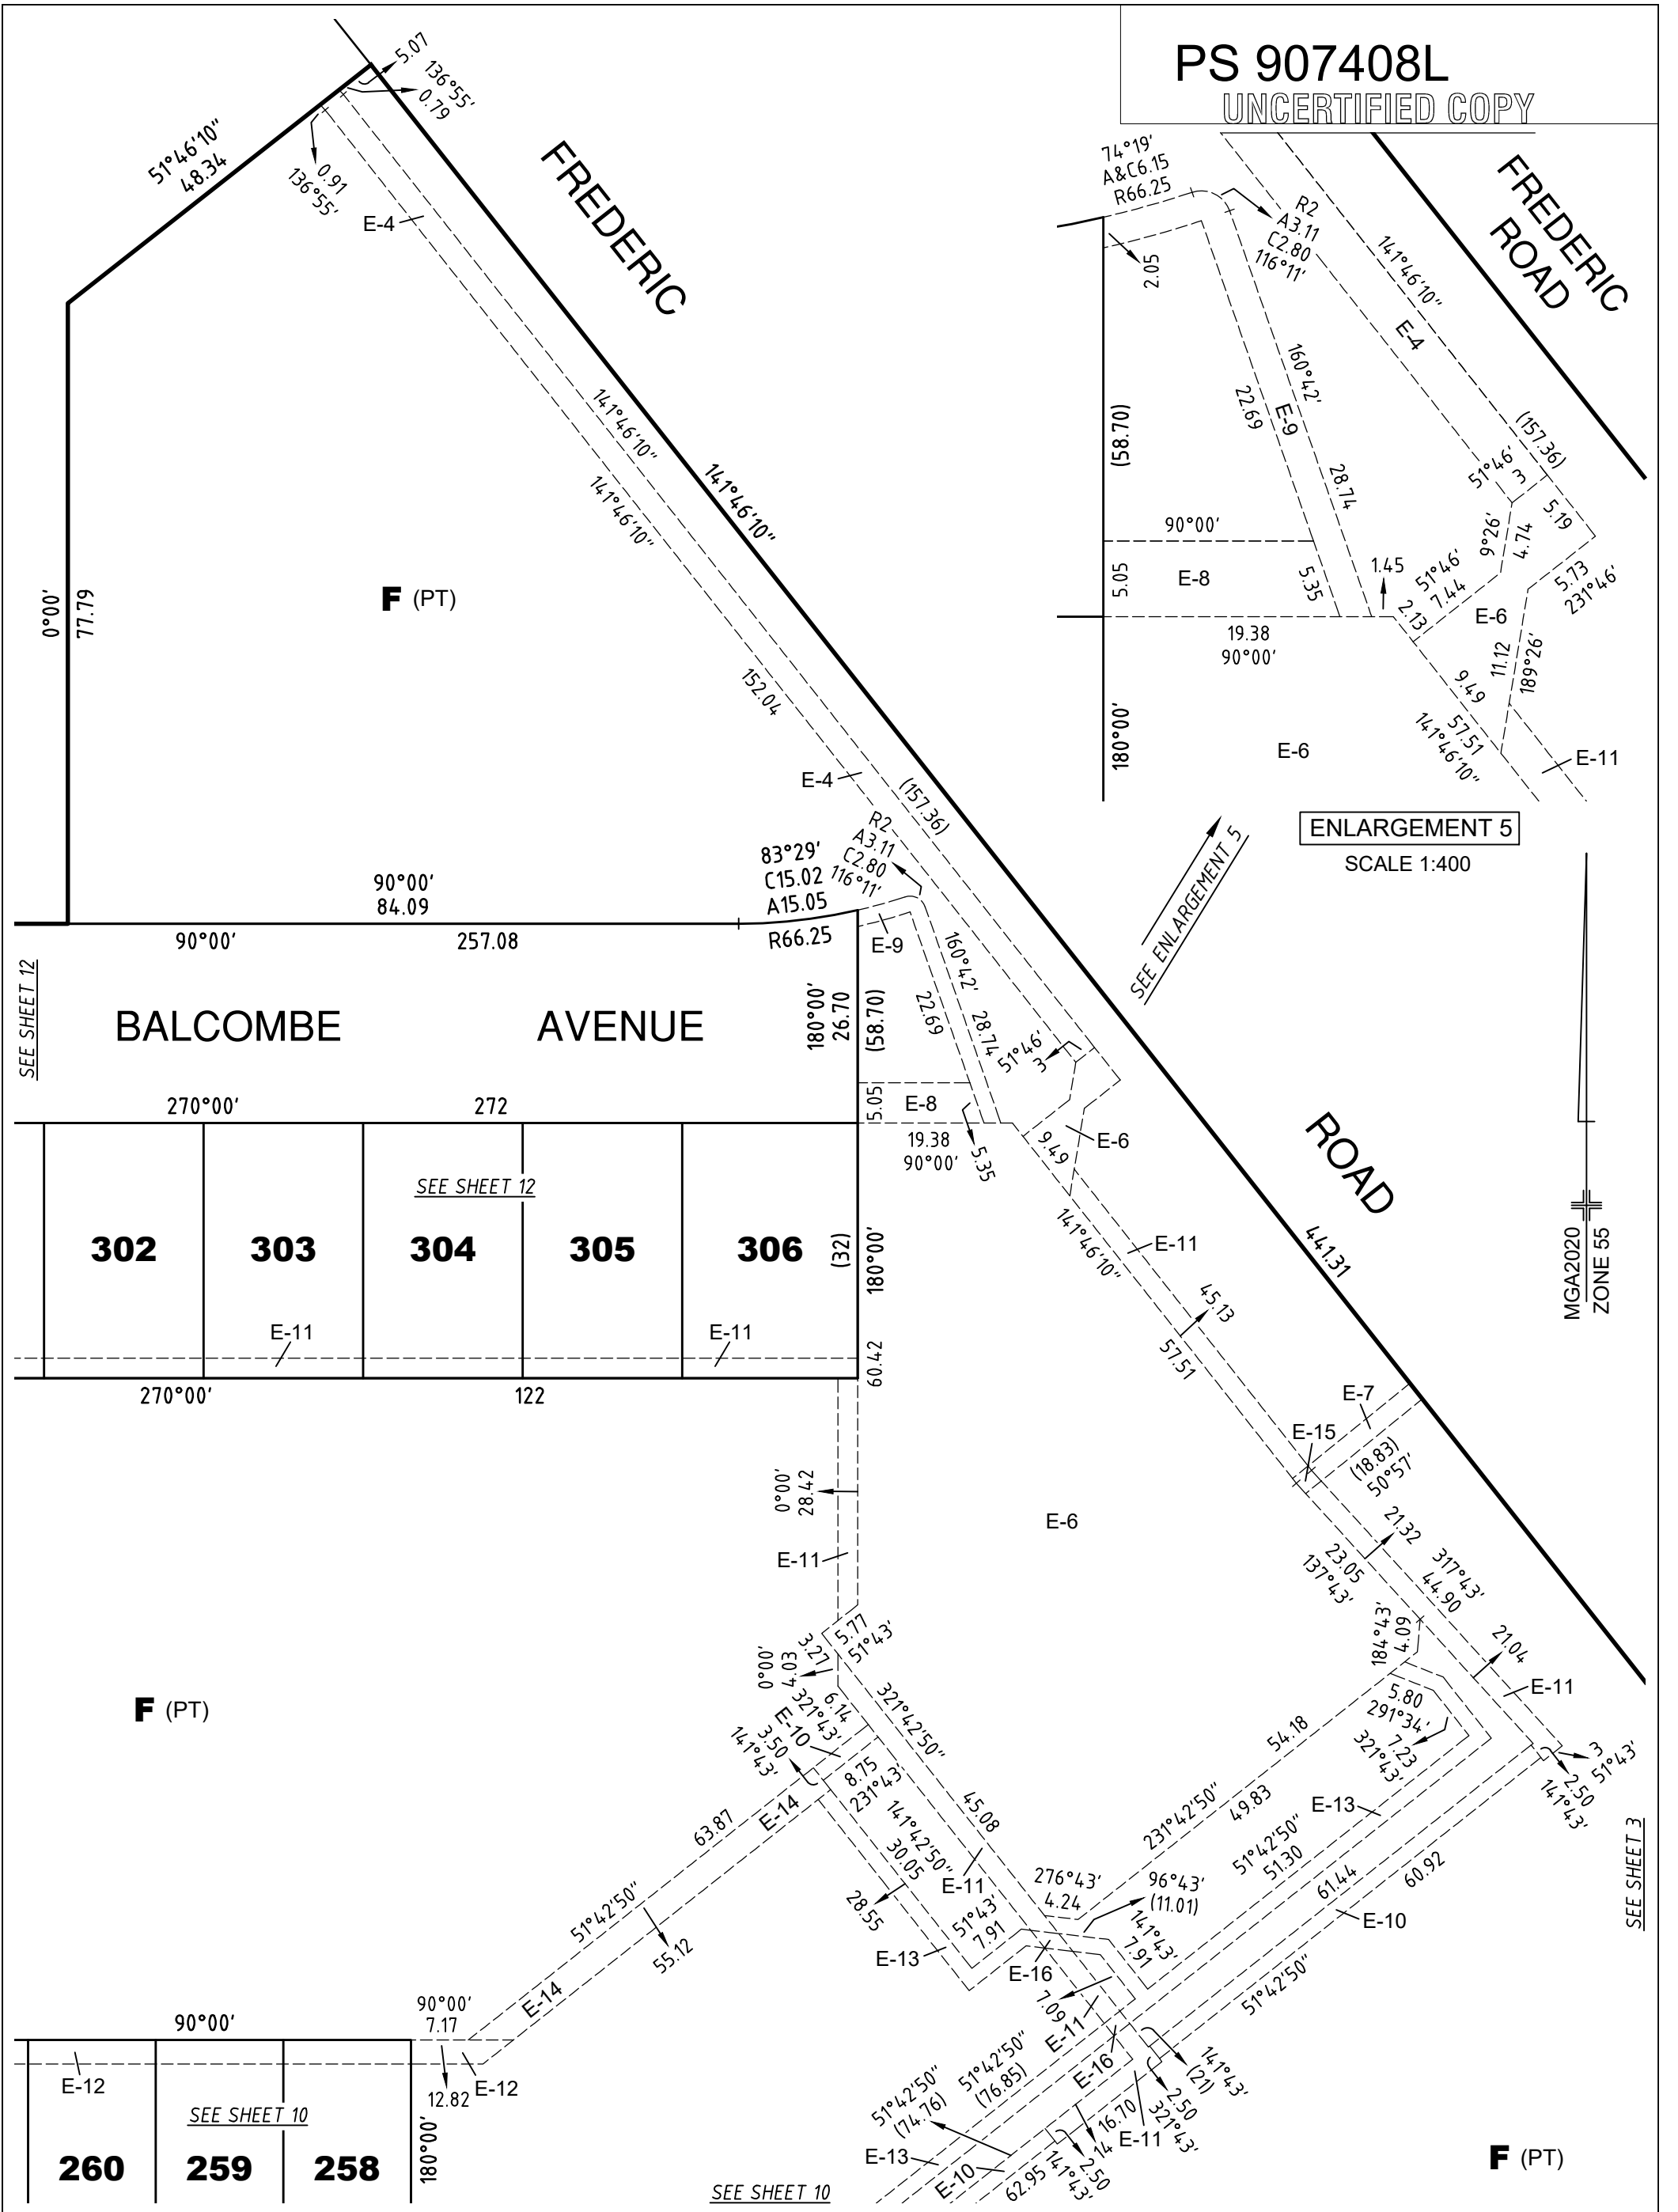 PS 907408L
UNCERTIFIED COPY
5.07
136°55'
0.79
51°46'10"
48.34
0.91
136°55'
E-4
FREDERIC
141°46'10"
141°46'10"
141°46'10"
0°00'
77.79
F (PT)
152.04
E-4
(157.36)
R2
A3.11
C2.80
116°11'
83°29'
C15.02
A15.05
R66.25
90°00'
84.09
90°00'
257.08
E-9
SEE SHEET 12
BALCOMBE AVENUE
180°00'
26.70
(58.70)
22.69
160°42'
28.74
51°46'
3
270°00'
272
5.05
E-8
19.38
90°00'
5.35
9.49
E-6
SEE SHEET 12
302
303
304
305
306
(32)
180°00'
60.42
E-11
E-11
270°00'
122
141°46'10"
E-11
45.13
57.51
ROAD
441.31
74°19'
A&C6.15
R66.25
2.05
R2
A3.11
C2.80
116°11'
141°46'10"
FREDERIC
ROAD
E-4
(58.70)
22.69
E-9
160°42'
28.74
(157.36)
51°46'
3
5.19
90°00'
5.05
E-8
5.35
1.45
9°26'
4.74
51°46'
7.44
2.13
5.73
231°46'
E-6
19.38
90°00'
11.12
189°26'
9.49
57.51
141°46'10"
180°00'
E-6
E-11
ENLARGEMENT 5
SCALE 1:400
SEE ENLARGEMENT 5
MGA2020
ZONE 55
E-7
E-15
(18.83)
50°57'
0°00'
28.42
E-11
E-6
21.32
23.05
137°43'
317°43'
44.90
184°43'
4.09
21.04
E-11
5.77
51°43'
3.27
0°00'
4.03
6.14
321°43'
E-10
3.50
141°43'
321°42'50"
F (PT)
5.80
291°34'
7.23
321°43'
3
51°43'
2.50
141°43'
54.18
231°42'50"
49.83
E-13
51°42'50"
51.30
8.75
231°43'
141°42'50"
30.05
45.08
E-11
63.87
E-14
28.55
51°43'
7.91
E-13
276°43'
4.24
96°43'
(11.01)
141°43'
7.91
61.44
60.92
E-10
SEE SHEET 3
51°42'50"
55.12
E-14
E-16
7.09
E-11
51°42'50"
90°00'
90°00'
7.17
E-12
12.82
E-12
SEE SHEET 10
260
259
258
180°00'
51°42'50"
(76.85)
51°42'50"
(74.76)
E-16
141°43'
(21)
2.50
321°43'
E-11
16.70
14
2.50
141°43'
E-13
E-10
62.95
SEE SHEET 10
F (PT)